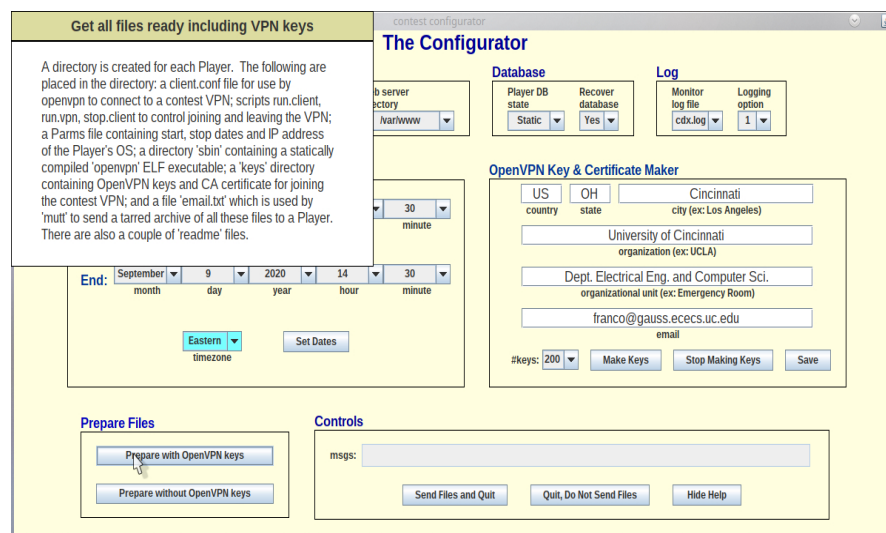 contest configurator
Get all files ready including VPN keys
The Configurator
A directory is created for each Player. The following are
placed in the directory: a client.conf file for use by
openvpn to connect to a contest VPN; scripts run.client,
run.vpn, stop.client to control joining and leaving the VPN;
a Parms file containing start, stop dates and IP address
of the Player's OS; a directory 'sbin' containing a statically
compiled 'openvpn' ELF executable; a 'keys' directory
containing OpenVPN keys and CA certificate for joining
the contest VPN; and a file 'email.txt' which is used by
'mutt' to send a tarred archive of all these files to a Player.
There are also a couple of 'readme' files.
b server
ectory
/var/www
Database
Player DB
state
Recover
database
Static
Yes
Log
Monitor
log file
Logging
option
cdx.log
1
30
minute
End:
September
9
2020
14
30
month
day
year
hour
minute
Eastern
Set Dates
timezone
OpenVPN Key & Certificate Maker
US
OH
Cincinnati
country
state
city (ex: Los Angeles)
University of Cincinnati
organization (ex: UCLA)
Dept. Electrical Eng. and Computer Sci.
organizational unit (ex: Emergency Room)
franco@gauss.ececs.uc.edu
email
#keys:
200
Make Keys
Stop Making Keys
Save
Prepare Files
Prepare with OpenVPN keys
Prepare without OpenVPN keys
Controls
msgs:
Send Files and Quit
Quit, Do Not Send Files
Hide Help